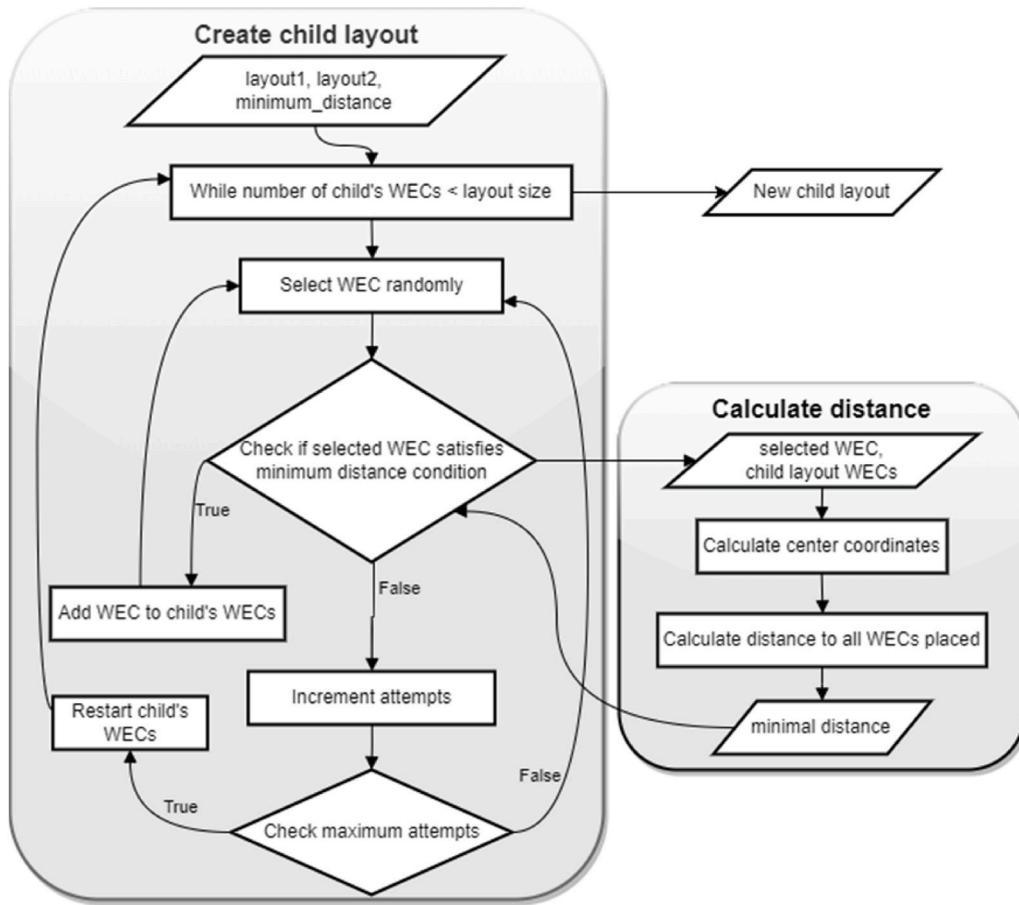 Create child layout
layout1, layout2,
minimum_distance
While number of child's WECs < layout size
New child layout
Select WEC randomly
Check if selected WEC satisfies
minimum distance condition
True
False
Add WEC to child's WECs
Increment attempts
Restart child's
WECs
True
False
Check maximum attempts
Calculate distance
selected WEC,
child layout WECs
Calculate center coordinates
Calculate distance to all WECs placed
minimal distance